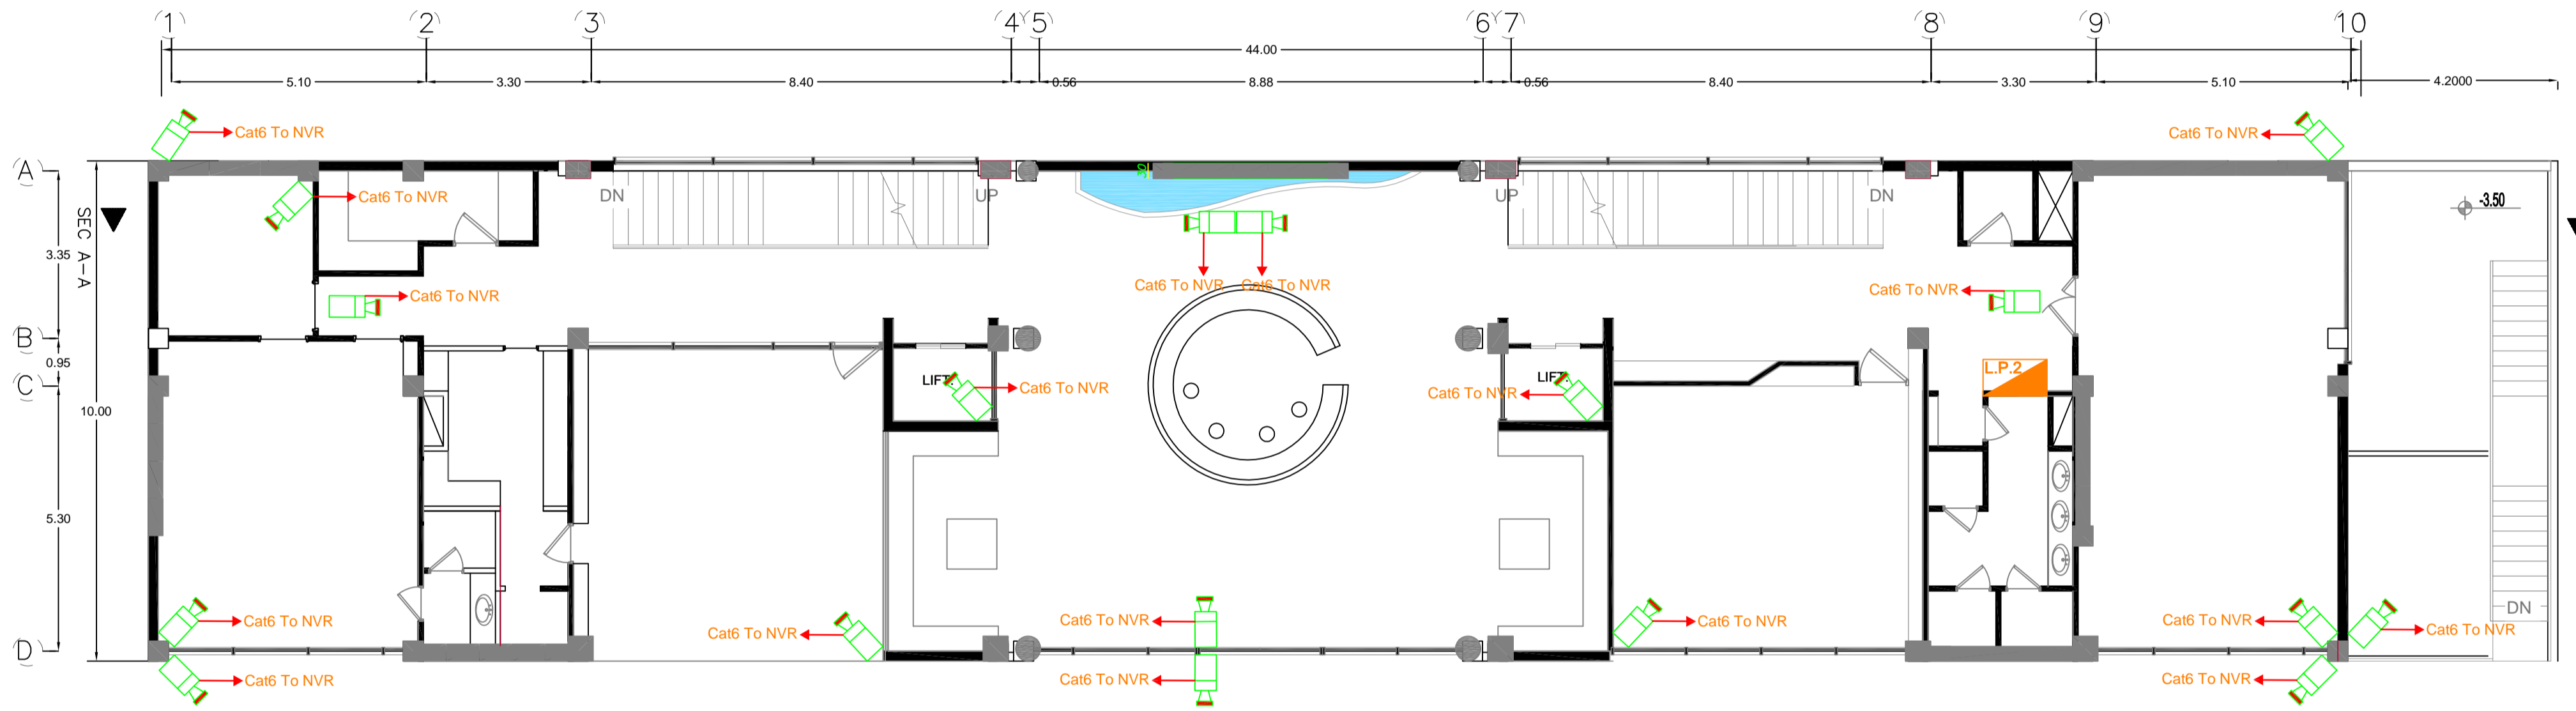 1 2 3 4 5 6 7 8 9 10
44.00
5.10 3.30 8.40 0.56 8.88 0.56 8.40 3.30 5.10 4.2000
Cat6 To NVR Cat6 To NVR
A
30
DN UP UP DN
Cat6 To NVR
-3.50
SEC A-A
3.35
Cat6 To NVR Cat6 To NVR
Cat6 To NVR Cat6 To NVR
B
0.95
C
L.P.2
LIFT. LIFT.
Cat6 To NVR Cat6 To NVR
10.00
5.30
DN
Cat6 To NVR Cat6 To NVR Cat6 To NVR Cat6 To NVR
Cat6 To NVR Cat6 To NVR
D
Cat6 To NVR Cat6 To NVR Cat6 To NVR